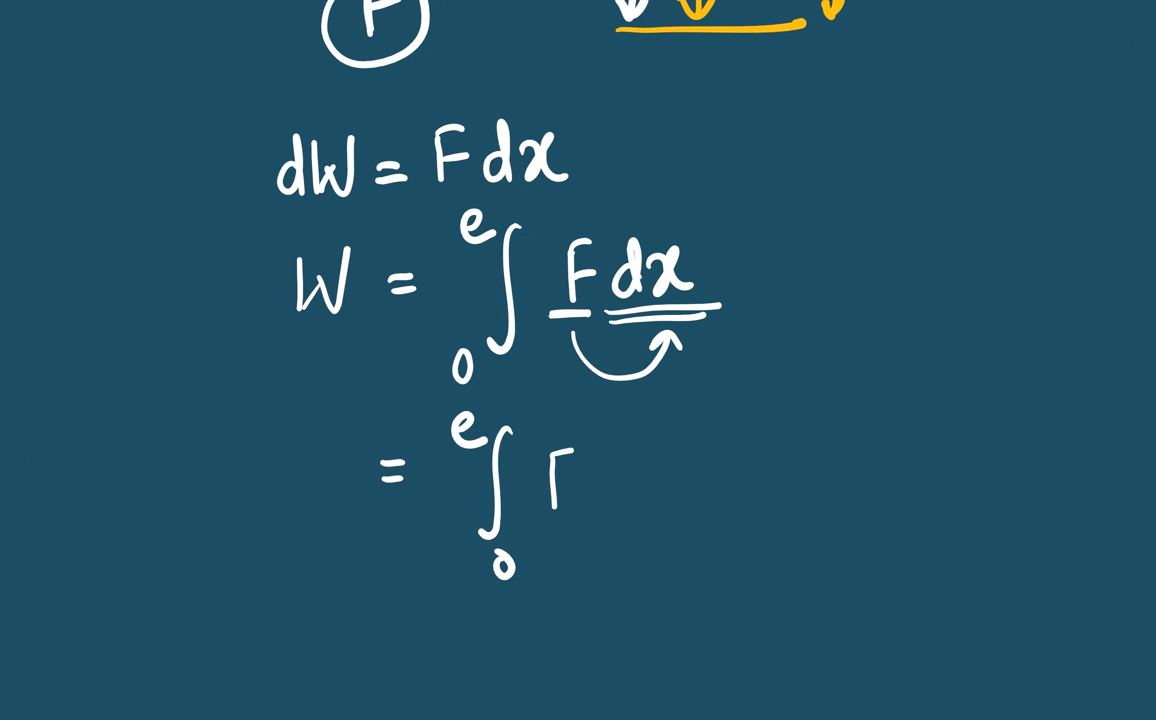 F
dW = Fdx
W = ∫₀ᵉ Fdx
= ∫₀ᵉ